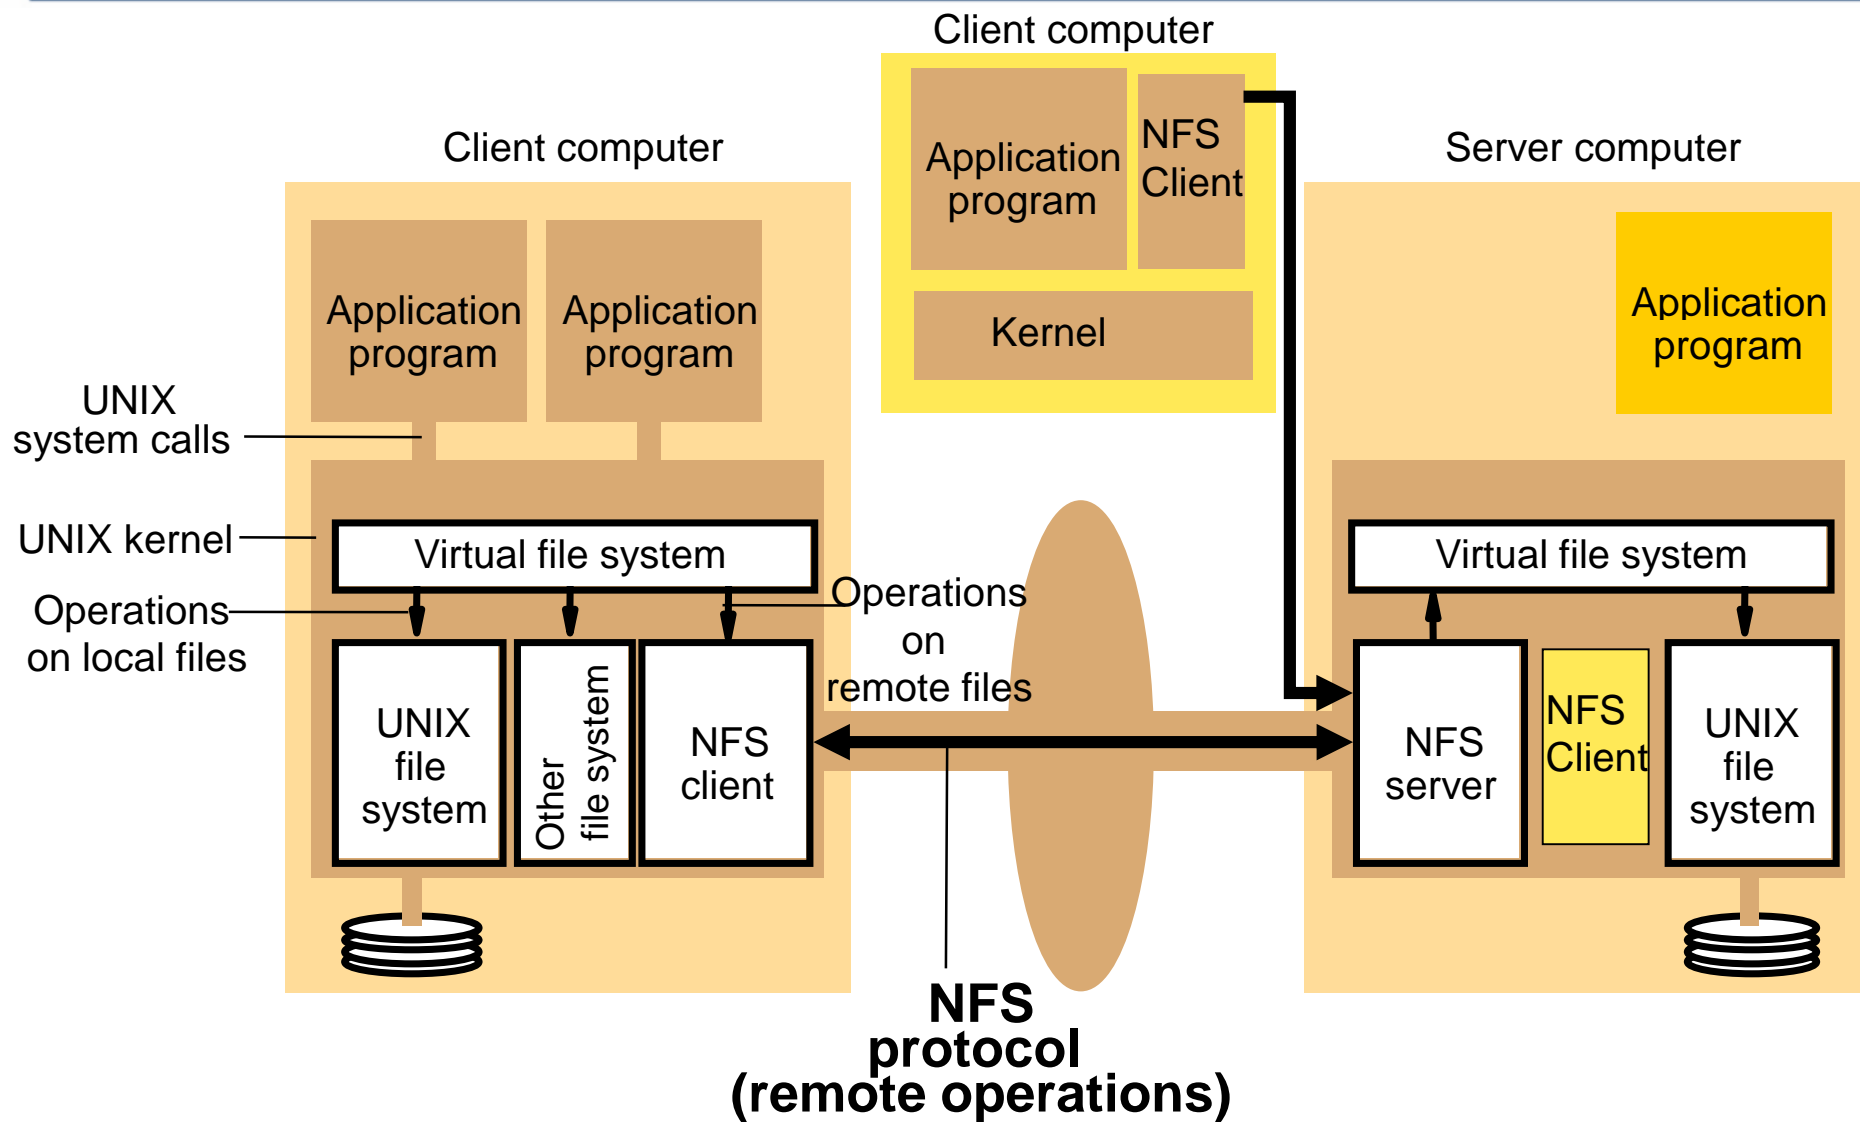 Client computer
Application
program
NFS
Client
Kernel
Client computer
Application
program
Application
program
UNIX
system calls
UNIX kernel
Virtual file system
Operations
on local files
Operations
on
remote files
UNIX
file
system
Other
file system
NFS
client
Server computer
Application
program
Virtual file system
NFS
server
NFS
Client
UNIX
file
system
NFS
protocol
(remote operations)